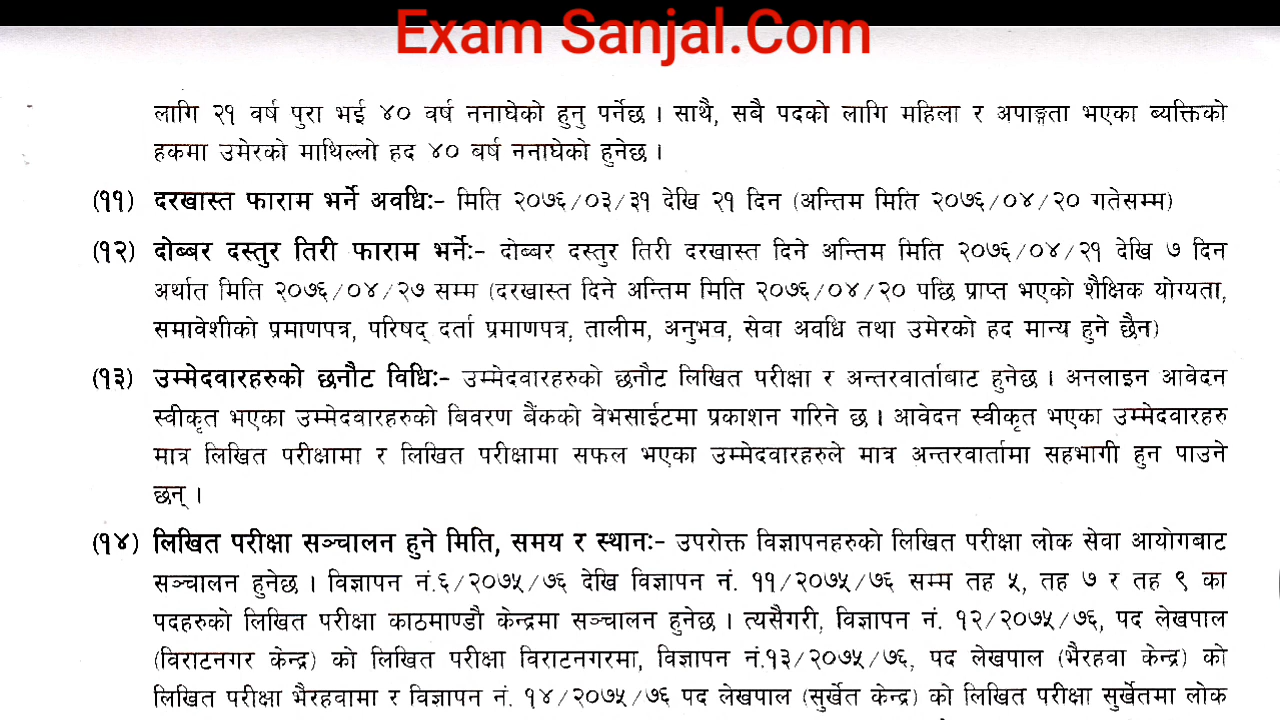 Exam Sanjal.Com
लागि २१ वर्ष पुरा भई ४० वर्ष ननाघेको हुनु पर्नेछ । साथै, सबै पदको लागि महिला र अपाङ्गता भएका ब्यक्तिको
हकमा उमेरको माथिल्लो हद ४० बर्ष ननाघेको हुनेछ ।
(११) दरखास्त फाराम भर्ने अवधिः- मिति २०७६/०३/३१ देखि २१ दिन (अन्तिम मिति २०७६/०४/२० गतेसम्म)
(१२) दोब्बर दस्तुर तिरी फाराम भर्नेः- दोब्बर दस्तुर तिरी दरखास्त दिने अन्तिम मिति २०७६/०४/२१ देखि ७ दिन
अर्थात मिति २०७६/०४/२७ सम्म (दरखास्त दिने अन्तिम मिति २०७६/०४/२० पछि प्राप्त भएको शैक्षिक योग्यता,
समावेशीको प्रमाणपत्र, परिषद् दर्ता प्रमाणपत्र, तालीम, अनुभव, सेवा अवधि तथा उमेरको हद मान्य हुने छैन)
(१३) उम्मेदवारहरुको छनौट विधिः- उम्मेदवारहरुको छनौट लिखित परीक्षा र अन्तरवार्ताबाट हुनेछ । अनलाइन आवेदन
स्वीकृत भएका उम्मेदवारहरुको बिवरण बैंकको वेभसाईटमा प्रकाशन गरिने छ । आवेदन स्वीकृत भएका उम्मेदवारहरु
मात्र लिखित परीक्षामा र लिखित परीक्षामा सफल भएका उम्मेदवारहरुले मात्र अन्तरवार्तामा सहभागी हुन पाउने
छन् ।
(१४) लिखित परीक्षा सञ्चालन हुने मिति, समय र स्थानः- उपरोक्त विज्ञापनहरुको लिखित परीक्षा लोक सेवा आयोगबाट
सञ्चालन हुनेछ । विज्ञापन नं.६/२०७५/७६ देखि विज्ञापन नं. ११/२०७५/७६ सम्म तह ५, तह ७ र तह ९ का
पदहरुको लिखित परीक्षा काठमाण्डौ केन्द्रमा सञ्चालन हुनेछ । त्यसैगरी, विज्ञापन नं. १२/२०७५/७६, पद लेखपाल
(विराटनगर केन्द्र) को लिखित परीक्षा विराटनगरमा, विज्ञापन नं.१३/२०७५/७६, पद लेखपाल (भैरहवा केन्द्र) को
लिखित परीक्षा भैरहवामा र विज्ञापन नं. १४/२०७५/७६ पद लेखपाल (सुर्खेत केन्द्र) को लिखित परीक्षा सुर्खेतमा लोक